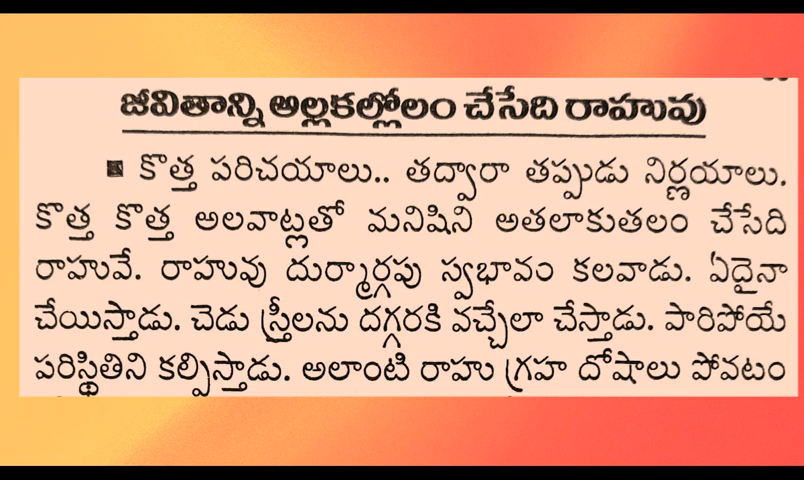 జీవితాన్ని అల్లకల్లోలం చేసేది రాహువు
■ కొత్త పరిచయాలు.. తద్వారా తప్పుడు నిర్ణయాలు.
కొత్త కొత్త అలవాట్లతో మనిషిని అతలాకుతలం చేసేది
రాహువే. రాహువు దుర్మార్గపు స్వభావం కలవాడు. ఏదైనా
చేయిస్తాడు. చెడు స్త్రీలను దగ్గరకి వచ్చేలా చేస్తాడు. పారిపోయే
పరిస్థితిని కల్పిస్తాడు. అలాంటి రాహు గ్రహ దోషాలు పోవటం